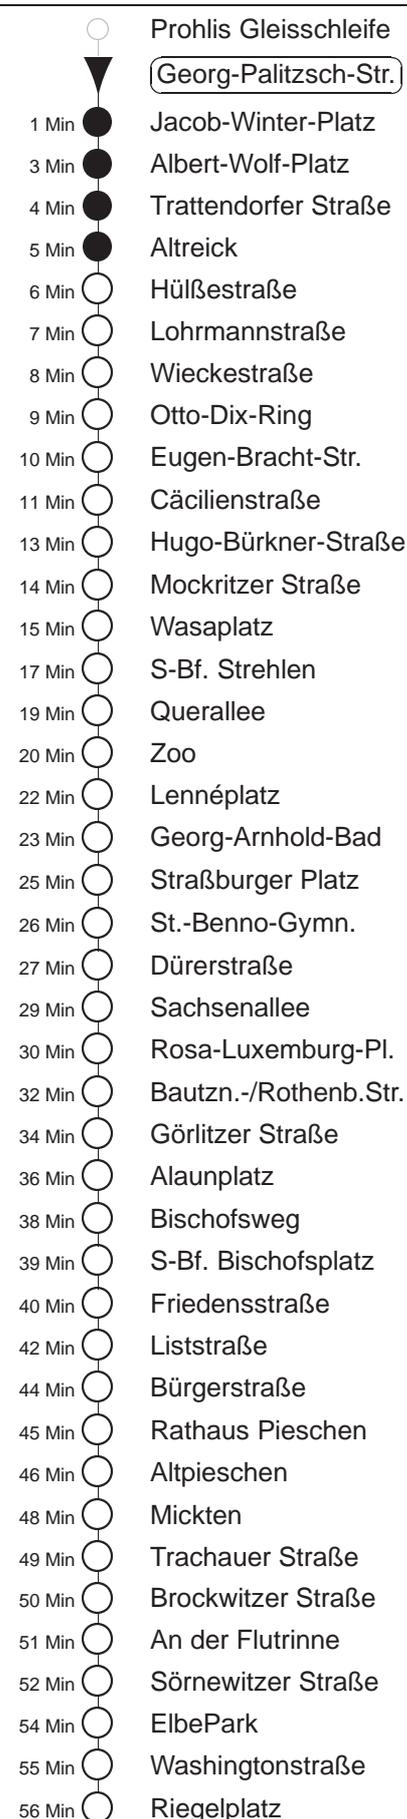 Prohlis Gleisschleife
Georg-Palitzsch-Str.
1 Min Jacob-Winter-Platz
3 Min Albert-Wolf-Platz
4 Min Trattendorfer Straße
5 Min Altreick
6 Min Hülßestraße
7 Min Lohrmannstraße
8 Min Wieckestraße
9 Min Otto-Dix-Ring
10 Min Eugen-Bracht-Str.
11 Min Cäcilienstraße
13 Min Hugo-Bürkner-Straße
14 Min Mockritzer Straße
15 Min Wasaplatz
17 Min S-Bf. Strehlen
19 Min Querallee
20 Min Zoo
22 Min Lennéplatz
23 Min Georg-Arnhold-Bad
25 Min Straßburger Platz
26 Min St.-Benno-Gymn.
27 Min Dürerstraße
29 Min Sachsenallee
30 Min Rosa-Luxemburg-Pl.
32 Min Bautzn.-/Rothenb.Str.
34 Min Görlitzer Straße
36 Min Alaunplatz
38 Min Bischofsweg
39 Min S-Bf. Bischofsplatz
40 Min Friedensstraße
42 Min Liststraße
44 Min Bürgerstraße
45 Min Rathaus Pieschen
46 Min Altpieschen
48 Min Mickten
49 Min Trachauer Straße
50 Min Brockwitzer Straße
51 Min An der Flutrinne
52 Min Sörnewitzer Straße
54 Min ElbePark
55 Min Washingtonstraße
56 Min Riegelplatz